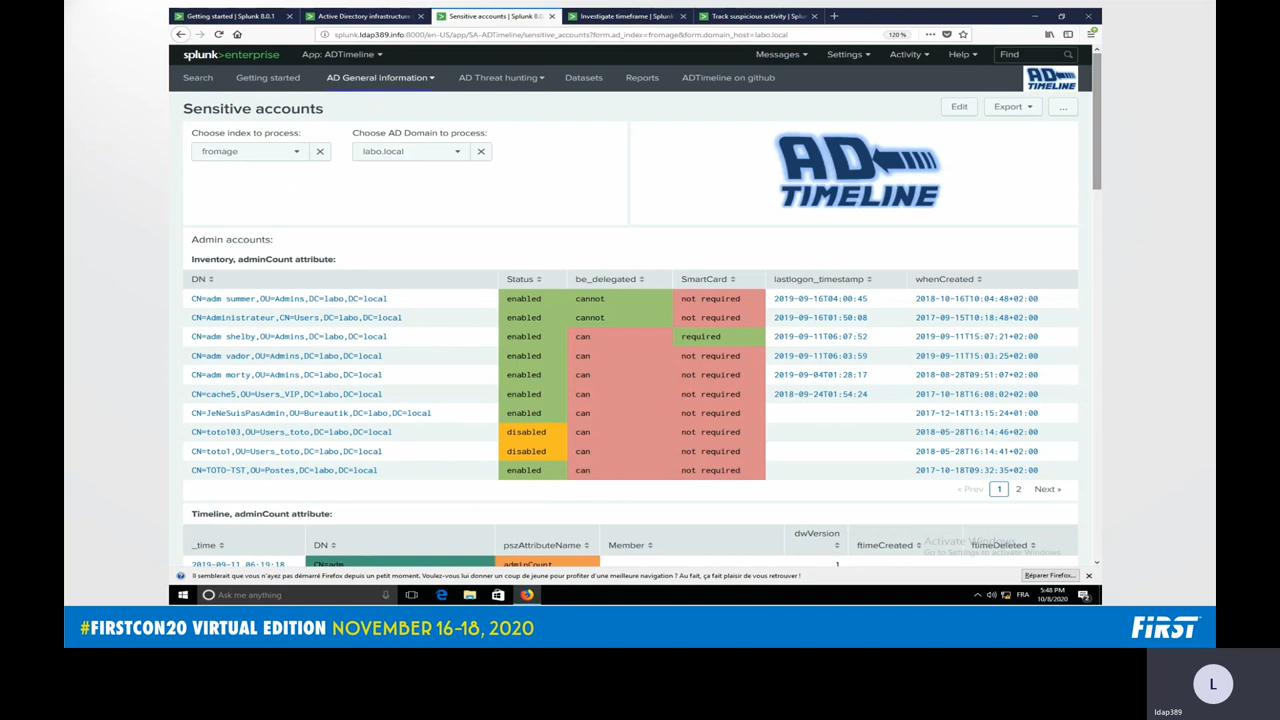 Getting started | Splunk 8.0.1
Active Directory infrastructure
Sensitive accounts | Splunk 8.0.
Investigate timeframe | Splunk
Track suspicious activity | Splunk
splunk.ldap389.info:8000/en-US/app/SA-ADTimeline/sensitive_accounts?form.ad_index=fromage&form.domain_host=labo.local
120 %
splunk>enterprise App: ADTimeline Messages Settings Activity Help Find
Search Getting started AD General information AD Threat hunting Datasets Reports ADTimeline on github
AD TIMELINE
Sensitive accounts
Edit Export ...
Choose index to process: Choose AD Domain to process:
fromage labo.local
AD
TIMELINE
Admin accounts:
Inventory, adminCount attribute:
DN Status be_delegated SmartCard lastlogon_timestamp whenCreated
CN=adm summer,OU=Admins,DC=labo,DC=local enabled cannot not required 2019-09-16T04:00:45 2018-10-16T10:04:48+02:00
CN=Administrateur,CN=Users,DC=labo,DC=local enabled cannot not required 2019-09-16T01:50:08 2017-09-15T10:18:48+02:00
CN=adm shelby,OU=Admins,DC=labo,DC=local enabled can required 2019-09-11T06:07:52 2019-09-11T15:07:21+02:00
CN=adm vador,OU=Admins,DC=labo,DC=local enabled can not required 2019-09-11T06:03:59 2019-09-11T15:03:25+02:00
CN=adm morty,OU=Admins,DC=labo,DC=local enabled can not required 2019-09-04T01:28:17 2018-08-28T09:51:07+02:00
CN=cache5,OU=Users_VIP,DC=labo,DC=local enabled can not required 2018-09-24T01:54:24 2017-10-18T16:08:02+02:00
CN=JeNeSuisPasAdmin,OU=Bureautik,DC=labo,DC=local enabled can not required 2017-12-14T13:15:24+01:00
CN=toto103,OU=Users_toto,DC=labo,DC=local disabled can not required 2018-05-28T16:14:46+02:00
CN=toto1,OU=Users_toto,DC=labo,DC=local disabled can not required 2018-05-28T16:14:41+02:00
CN=TOTO-TST,OU=Postes,DC=labo,DC=local enabled can not required 2017-10-18T09:32:35+02:00
« Prev 1 2 Next »
Timeline, adminCount attribute:
_time DN pszAttributeName Member dwVersion ftimeCreated ftimeDeleted
Activate Windows
Go to Settings to activate Windows.
2019-09-11 06:19:18 CN=adm adminCount 1
Il semblerait que vous n'ayez pas démarré Firefox depuis un petit moment. Voulez-vous lui donner un coup de jeune pour profiter d'une meilleure navigation ? Au fait, ça fait plaisir de vous retrouver !
Réparer Firefox...
Ask me anything
FRA
5:48 PM
10/8/2020
2
#FIRSTCON20 VIRTUAL EDITION NOVEMBER 16-18, 2020
FIRST
L
ldap389